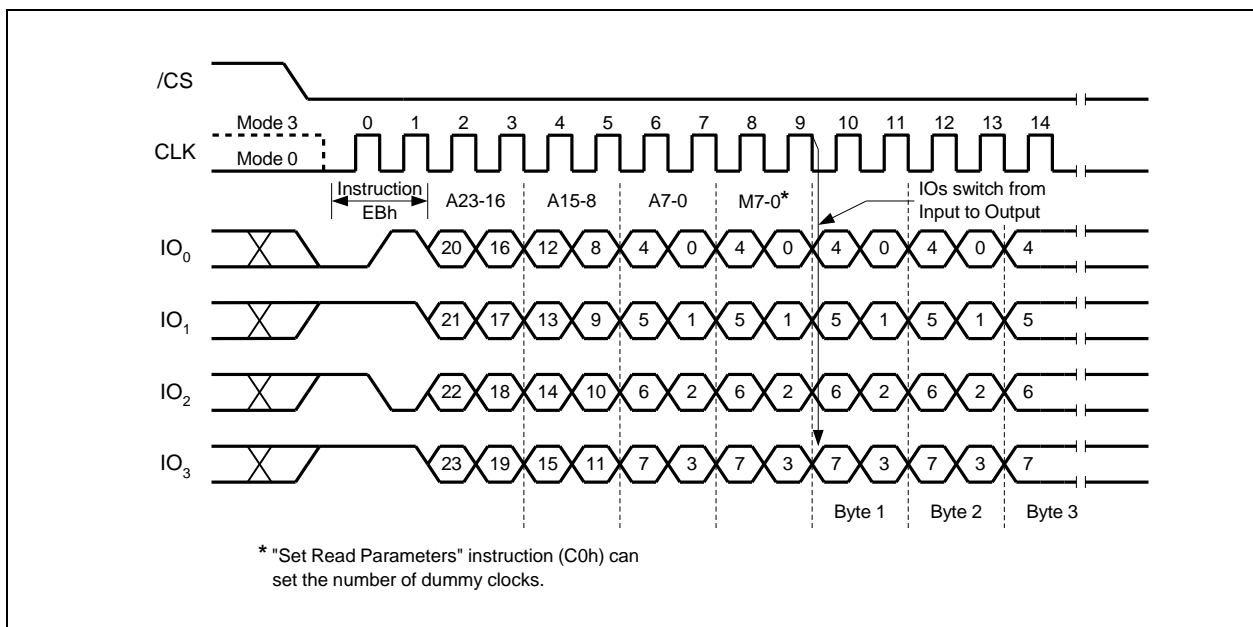 /CS
Mode 3
0 1 2 3 4 5 6 7 8 9 10 11 12 13 14
CLK
Mode 0
Instruction
EBh
A23-16 A15-8 A7-0 M7-0*
IOs switch from
Input to Output
IO0 20 16 12 8 4 0 4 0 4 0 4 0 4
IO1 21 17 13 9 5 1 5 1 5 1 5 1 5
IO2 22 18 14 10 6 2 6 2 6 2 6 2 6
IO3 23 19 15 11 7 3 7 3 7 3 7 3 7
Byte 1 Byte 2 Byte 3
* "Set Read Parameters" instruction (C0h) can
set the number of dummy clocks.